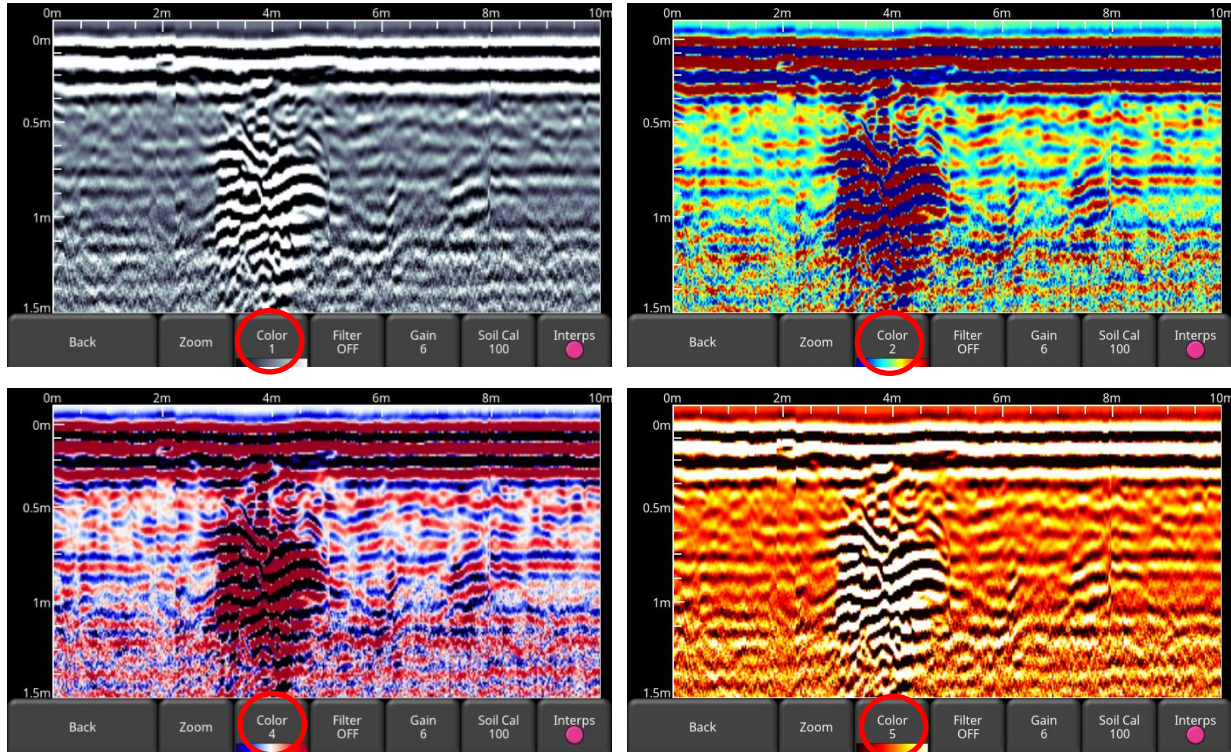 0m 2m 4m 6m 8m 10m
0m
0.5m
1m
1.5m
Back Zoom Color Filter Gain Soil Cal Interps
1 OFF 6 100
0m 2m 4m 6m 8m 10m
0m
0.5m
1m
1.5m
Back Zoom Color Filter Gain Soil Cal Interps
2 OFF 6 100
0m 2m 4m 6m 8m 10m
0m
0.5m
1m
1.5m
Back Zoom Color Filter Gain Soil Cal Interps
4 OFF 6 100
0m 2m 4m 6m 8m 10m
0m
0.5m
1m
1.5m
Back Zoom Color Filter Gain Soil Cal Interps
5 OFF 6 100